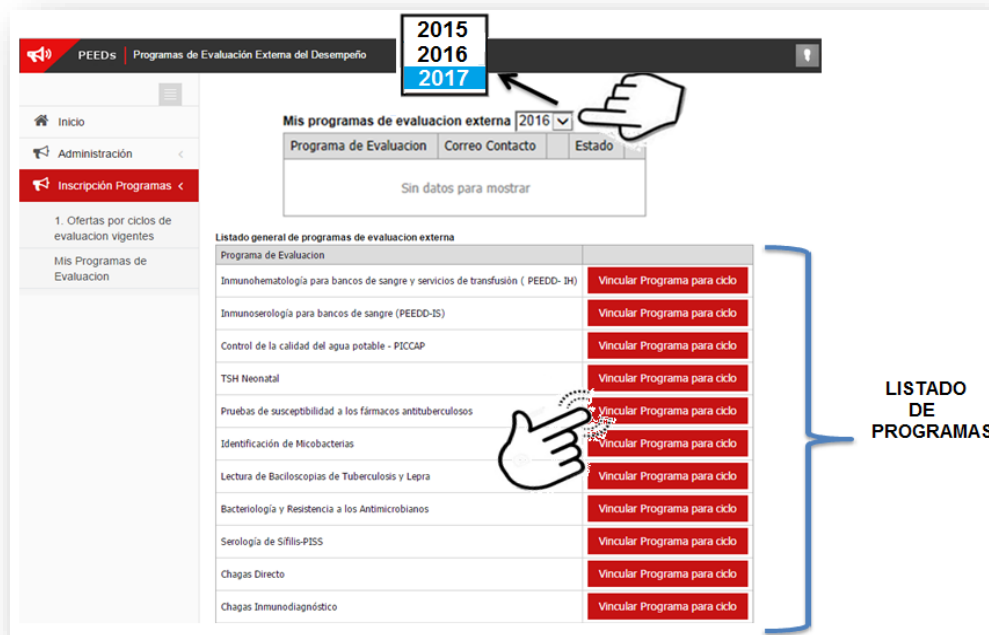 2015
2016
2017
PEEDs Programas de Evaluación Externa del Desempeño
Inicio
Administración
Inscripción Programas
1. Ofertas por ciclos de
evaluacion vigentes
Mis Programas de
Evaluacion
Mis programas de evaluacion externa 2016
Programa de Evaluacion Correo Contacto Estado
Sin datos para mostrar
Listado general de programas de evaluacion externa
Programa de Evaluacion
Inmunohematología para bancos de sangre y servicios de transfusión ( PEEDD- IH) Vincular Programa para ciclo
Inmunoserología para bancos de sangre (PEEDD-IS) Vincular Programa para ciclo
Control de la calidad del agua potable - PICCAP Vincular Programa para ciclo
TSH Neonatal Vincular Programa para ciclo
Pruebas de susceptibilidad a los fármacos antituberculosos Vincular Programa para ciclo
Identificación de Micobacterias Vincular Programa para ciclo
Lectura de Baciloscopias de Tuberculosis y Lepra Vincular Programa para ciclo
Bacteriología y Resistencia a los Antimicrobianos Vincular Programa para ciclo
Serología de Sífilis-PISS Vincular Programa para ciclo
Chagas Directo Vincular Programa para ciclo
Chagas Inmunodiagnóstico Vincular Programa para ciclo
LISTADO
DE
PROGRAMAS